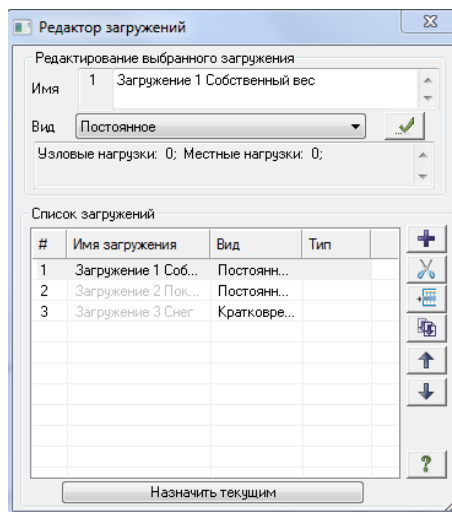 Редактор загружений
Редактирование выбранного загружения
Имя 1 Загружение 1 Собственный вес
Вид Постоянное
Узловые нагрузки: 0; Местные нагрузки: 0;
Список загружений
# Имя загружения Вид Тип
1 Загружение 1 Соб... Постоянн...
2 Загружение 2 Пок... Постоянн...
3 Загружение 3 Снег Кратковре...
Назначить текущим